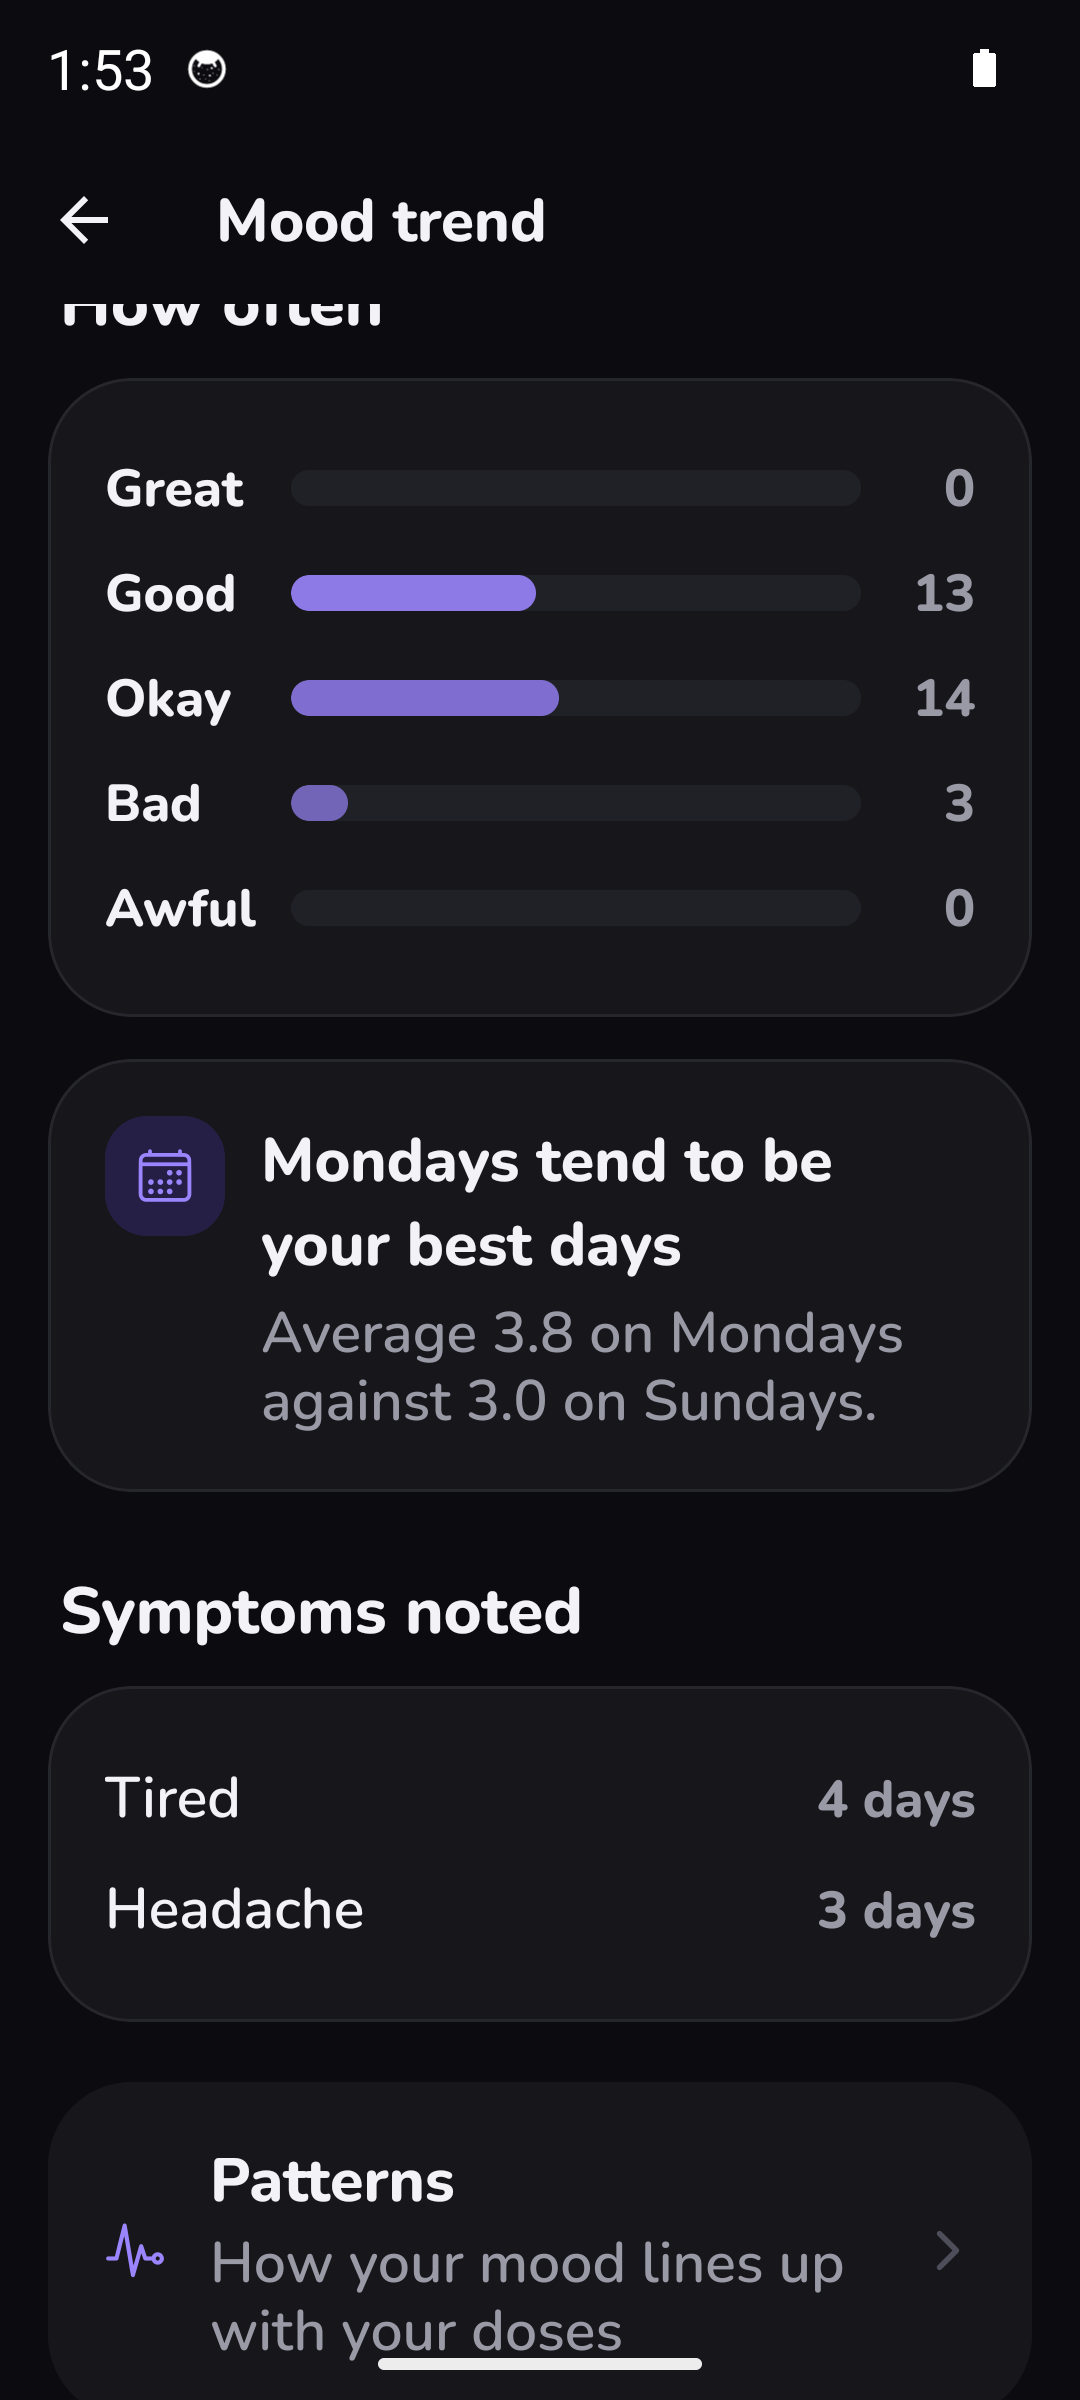 1:53
Mood trend
How often
Great 0
Good 13
Okay 14
Bad 3
Awful 0
Mondays tend to be
your best days
Average 3.8 on Mondays
against 3.0 on Sundays.
Symptoms noted
Tired 4 days
Headache 3 days
Patterns
How your mood lines up
with your doses